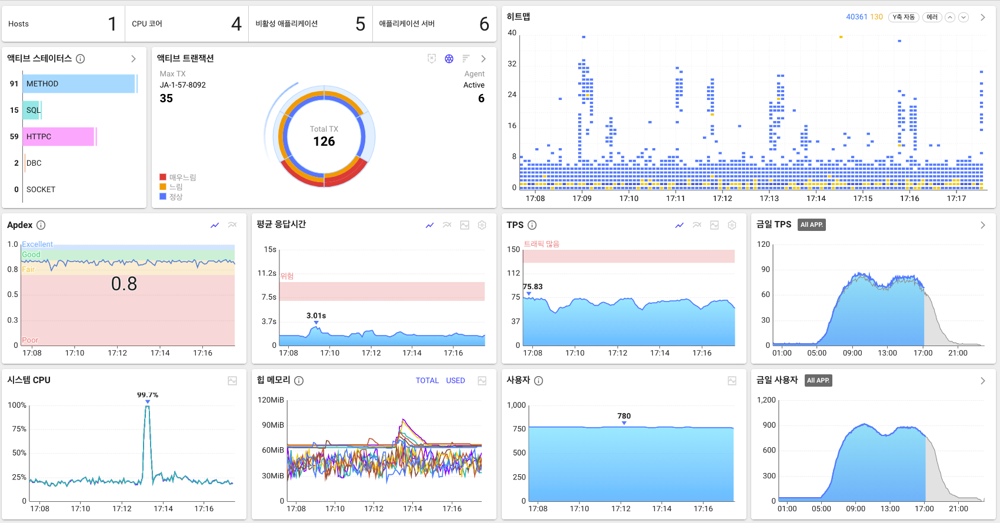 Hosts 1
CPU 코어 4
비활성 애플리케이션 5
애플리케이션 서버 6
히트맵
40361 130 Y축 자동 에러
40
32
24
16
8
0
17:08 17:09 17:10 17:11 17:12 17:13 17:14 17:15 17:16 17:17
액티브 스테이터스
91 METHOD
15 SQL
59 HTTPC
2 DBC
0 SOCKET
액티브 트랜잭션
Max TX
JA-1-57-8092
35
Agent
Active
6
Total TX
126
매우느림
느림
정상
Apdex
1.0
0.8
0.5
0.3
0
Excellent
Good
Fair
0.8
Poor
17:08 17:10 17:12 17:14 17:16
평균 응답시간
15s
11.2s
7.5s
3.7s
0
위험
3.01s
17:08 17:10 17:12 17:14 17:16
TPS
트래픽 많음
150
112
75
37
0
75.83
17:08 17:10 17:12 17:14 17:16
금일 TPS All APP.
120
90
60
30
0
01:00 05:00 09:00 13:00 17:00 21:00
시스템 CPU
99.7%
100%
75%
50%
25%
0
17:08 17:10 17:12 17:14 17:16
힙 메모리 TOTAL USED
120MiB
90MiB
60MiB
30MiB
0
17:08 17:10 17:12 17:14 17:16
사용자
1,000
750
500
250
0
780
17:08 17:10 17:12 17:14 17:16
금일 사용자 All APP.
1,200
900
600
300
0
01:00 05:00 09:00 13:00 17:00 21:00